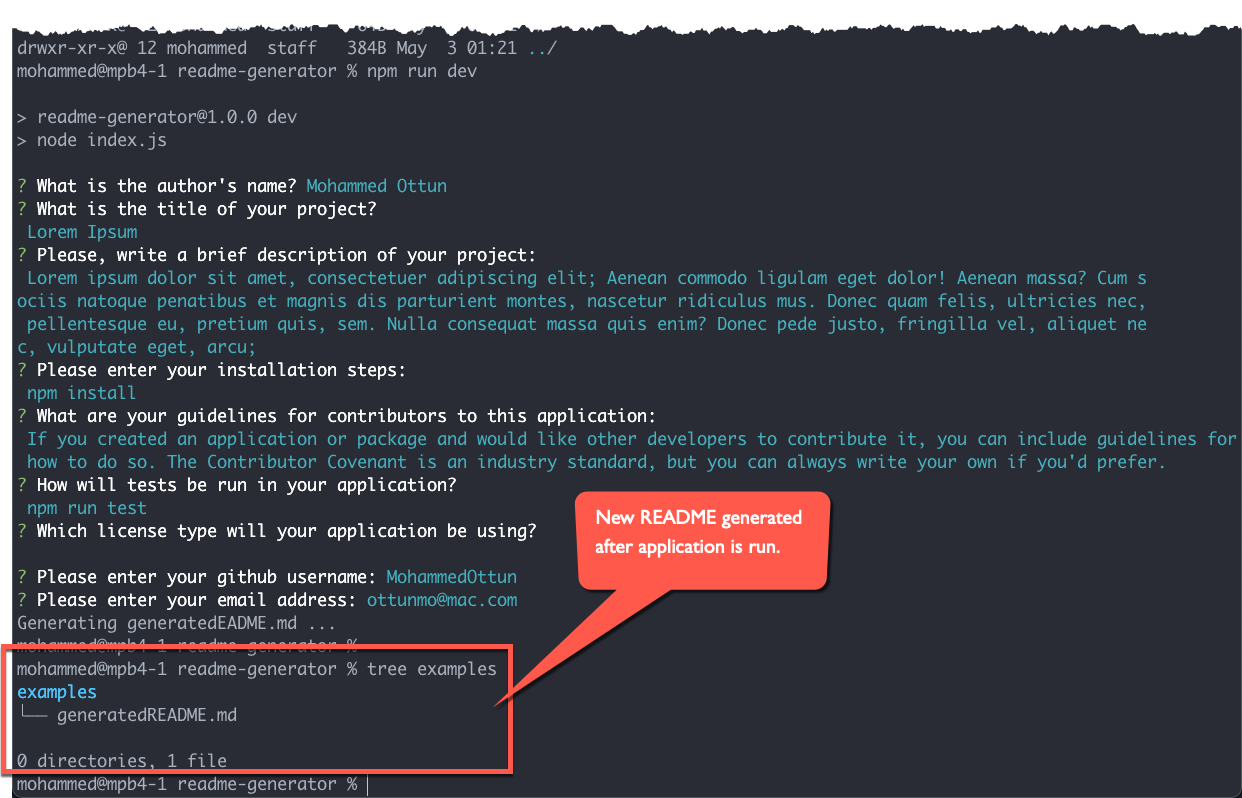 drwxr-xr-x@ 12 mohammed  staff   384B May  3 01:21 ../
mohammed@mpb4-1 readme-generator % npm run dev
> readme-generator@1.0.0 dev
> node index.js
? What is the author's name? Mohammed Ottun
? What is the title of your project?
Lorem Ipsum
? Please, write a brief description of your project:
Lorem ipsum dolor sit amet, consectetuer adipiscing elit; Aenean commodo ligulam eget dolor! Aenean massa? Cum s
ociis natoque penatibus et magnis dis parturient montes, nascetur ridiculus mus. Donec quam felis, ultricies nec,
pellentesque eu, pretium quis, sem. Nulla consequat massa quis enim? Donec pede justo, fringilla vel, aliquet ne
c, vulputate eget, arcu;
? Please enter your installation steps:
npm install
? What are your guidelines for contributors to this application:
If you created an application or package and would like other developers to contribute it, you can include guidelines for
how to do so. The Contributor Covenant is an industry standard, but you can always write your own if you'd prefer.
? How will tests be run in your application?
npm run test
? Which license type will your application be using?
New README generated
after application is run.
? Please enter your github username: MohammedOttun
? Please enter your email address: ottunmo@mac.com
Generating generatedEADME.md ...
mohammed@mpb4-1 readme-generator %
mohammed@mpb4-1 readme-generator % tree examples
examples
└── generatedREADME.md
0 directories, 1 file
mohammed@mpb4-1 readme-generator %